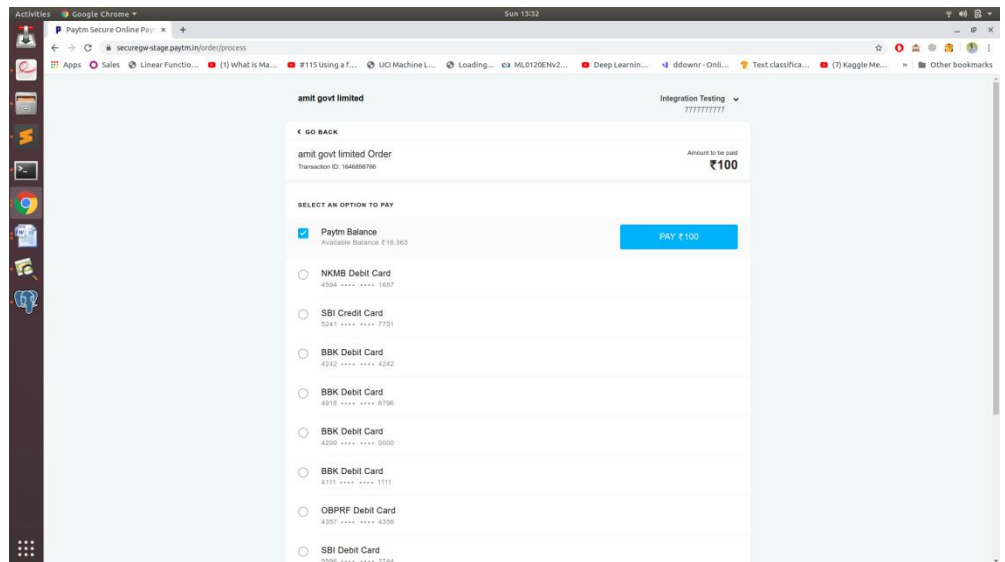 Activities Google Chrome Sun 13:32
Paytm Secure Online Pay
securegw-stage.paytm.in/order/process
Apps Sales Linear Functio... (1) What is Ma... #115 Using a f... UCI Machine L... Loading... ML0120ENv2... Deep Learnin... ddownr - Onli... Text classifica... (7) Kaggle Me... » Other bookmarks
amit govt limited Integration Testing
7777777777
GO BACK
amit govt limited Order Amount to be paid
Transaction ID: 1646898766 ₹100
SELECT AN OPTION TO PAY
Paytm Balance PAY ₹100
Available Balance ₹16,363
NKMB Debit Card
4594 •••• •••• 1657
SBI Credit Card
5241 •••• •••• 7751
BBK Debit Card
4242 •••• •••• 4242
BBK Debit Card
4916 •••• •••• 6796
BBK Debit Card
4200 •••• •••• 0000
BBK Debit Card
4111 •••• •••• 1111
OBPRF Debit Card
4357 •••• •••• 4358
SBI Debit Card